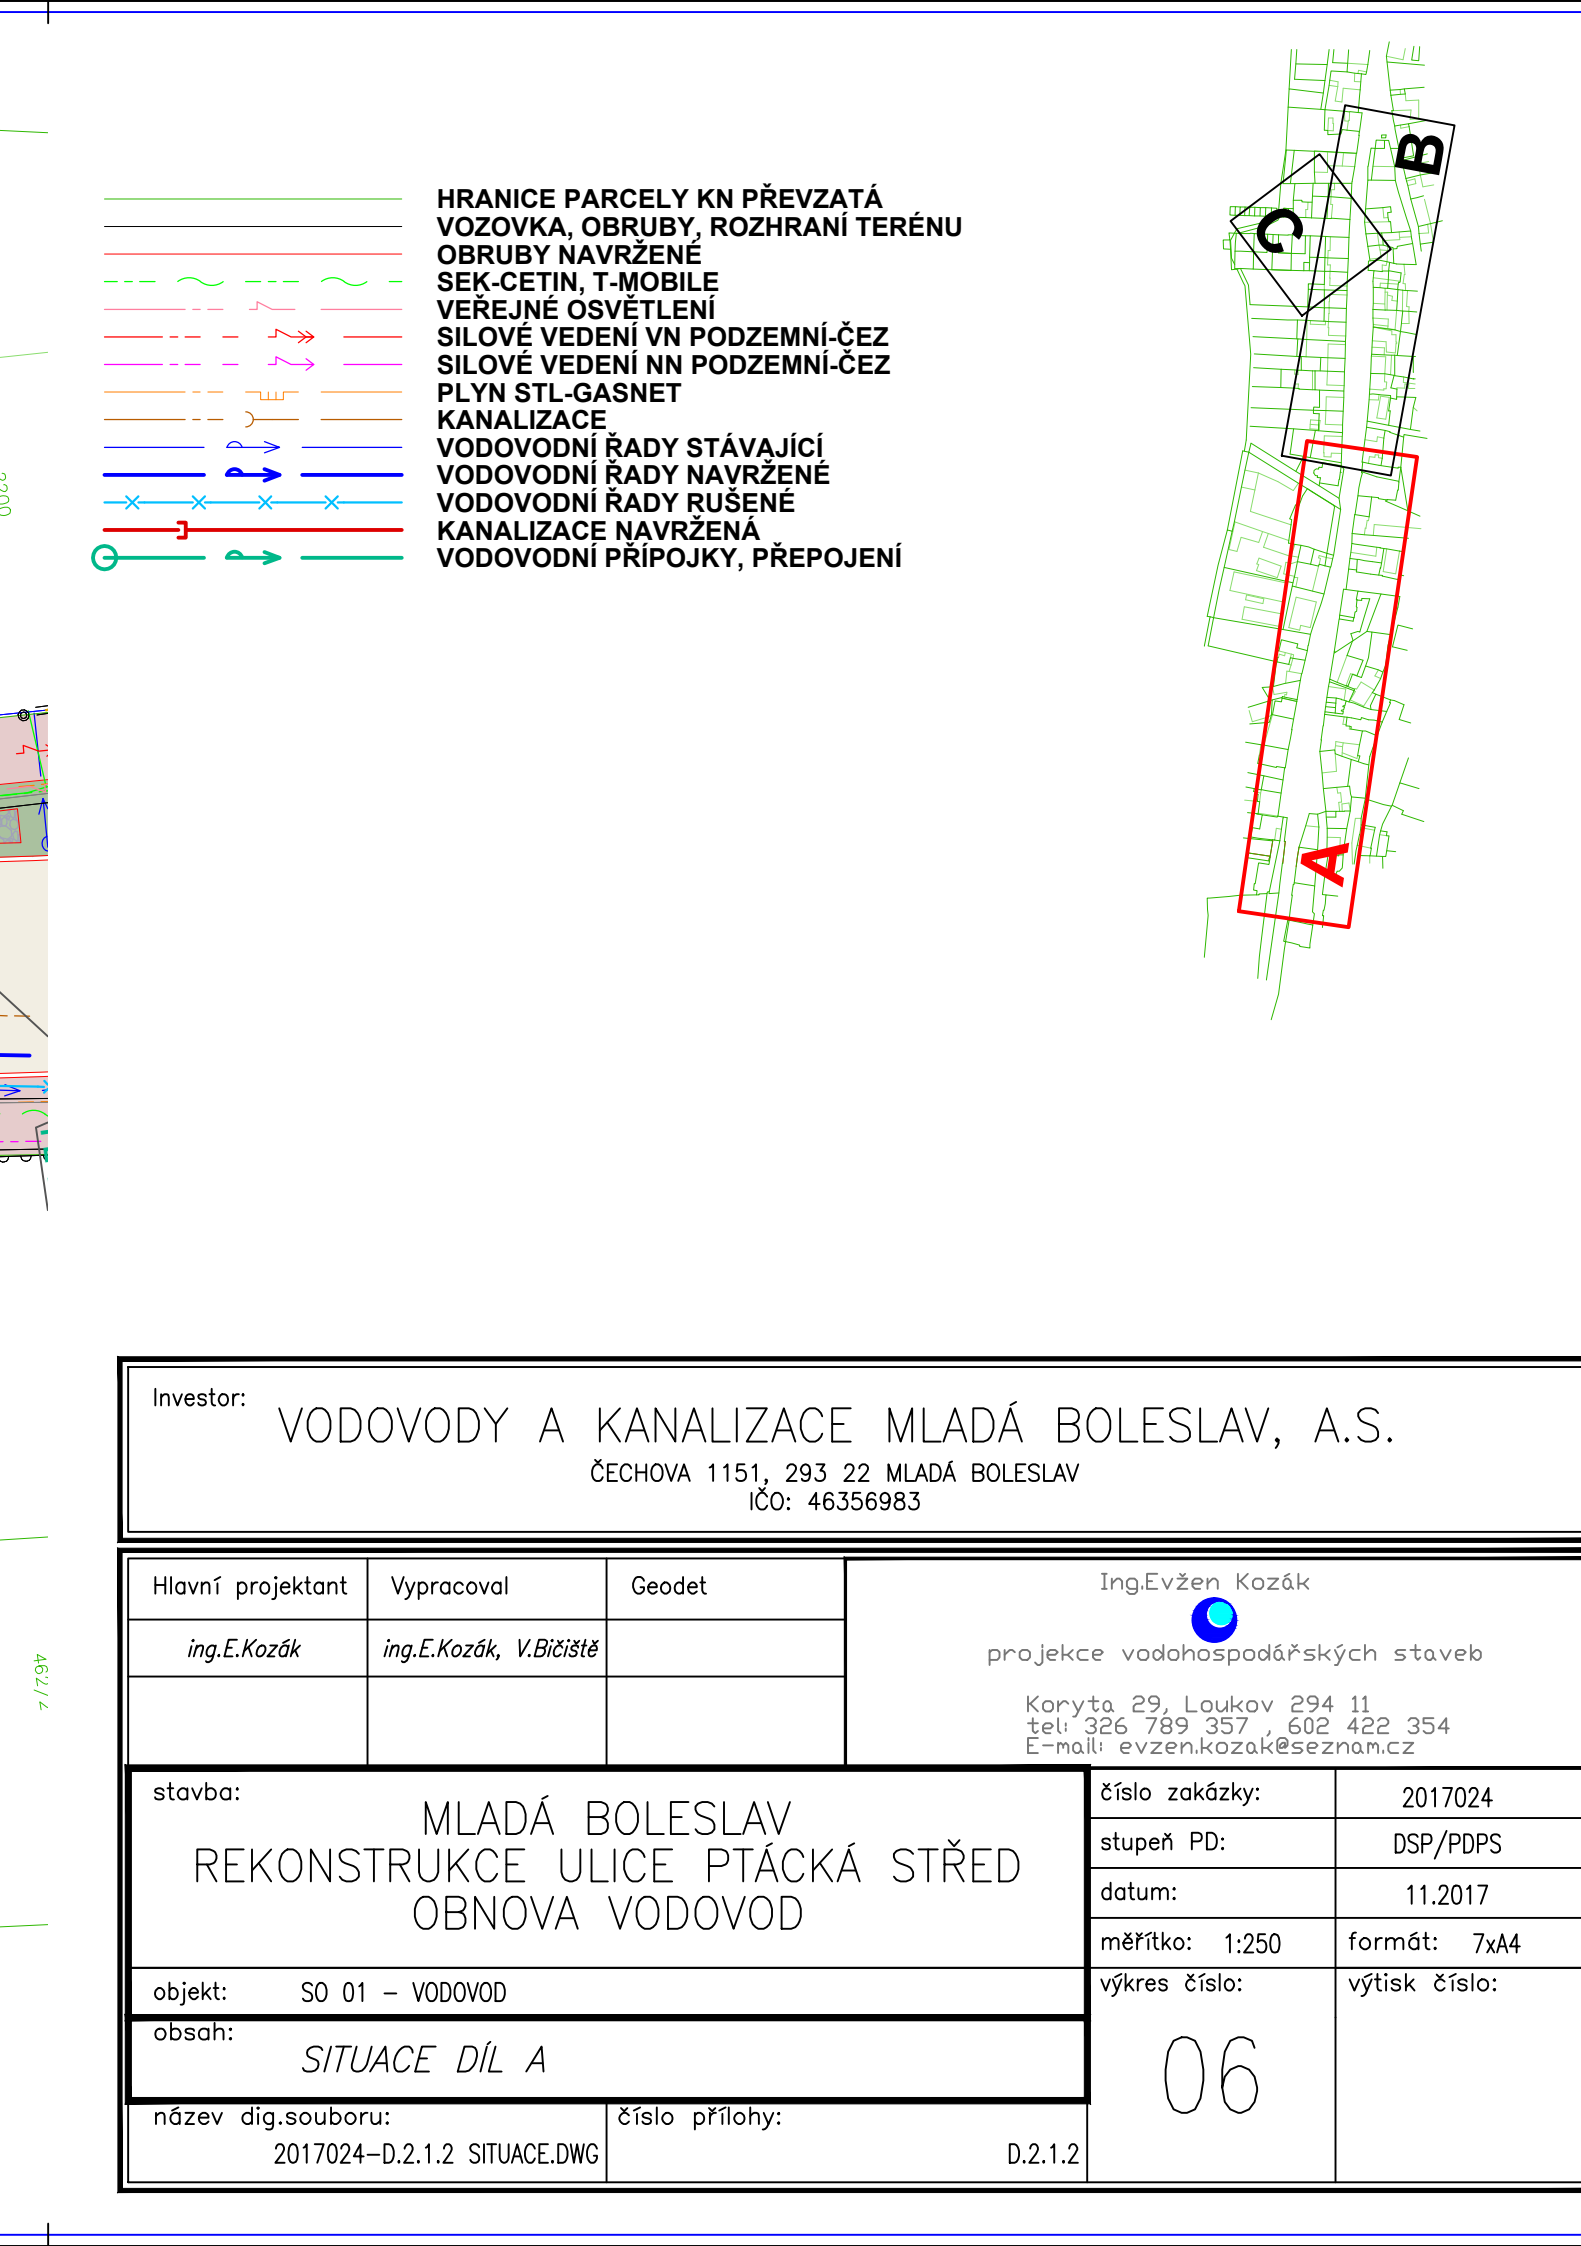 HRANICE PARCELY KN PŘEVZATÁ
VOZOVKA, OBRUBY, ROZHRANÍ TERÉNU
OBRUBY NAVRŽENÉ
SEK-CETIN, T-MOBILE
VEŘEJNÉ OSVĚTLENÍ
SILOVÉ VEDENÍ VN PODZEMNÍ-ČEZ
SILOVÉ VEDENÍ NN PODZEMNÍ-ČEZ
PLYN STL-GASNET
KANALIZACE
VODOVODNÍ ŘADY STÁVAJÍCÍ
VODOVODNÍ ŘADY NAVRŽENÉ
VODOVODNÍ ŘADY RUŠENÉ
KANALIZACE NAVRŽENÁ
VODOVODNÍ PŘÍPOJKY, PŘEPOJENÍ
B
C
A
Investor:
VODOVODY A KANALIZACE MLADÁ BOLESLAV, A.S.
ČECHOVA 1151, 293 22 MLADÁ BOLESLAV
IČO: 46356983
Hlavní projektant
Vypracoval
Geodet
ing.E.Kozák
ing.E.Kozák, V.Bičiště
Ing.Evžen Kozák
projekce vodohospodářských staveb
Koryta 29, Loukov 294 11
tel: 326 789 357 , 602 422 354
E-mail: evzen.kozak@seznam.cz
stavba:
MLADÁ BOLESLAV
REKONSTRUKCE ULICE PTÁCKÁ STŘED
OBNOVA VODOVOD
číslo zakázky: 2017024
stupeň PD: DSP/PDPS
datum: 11.2017
měřítko: 1:250
formát: 7xA4
objekt: SO 01 – VODOVOD
výkres číslo:
06
výtisk číslo:
obsah:
SITUACE DÍL A
název dig.souboru:
2017024–D.2.1.2 SITUACE.DWG
číslo přílohy:
D.2.1.2